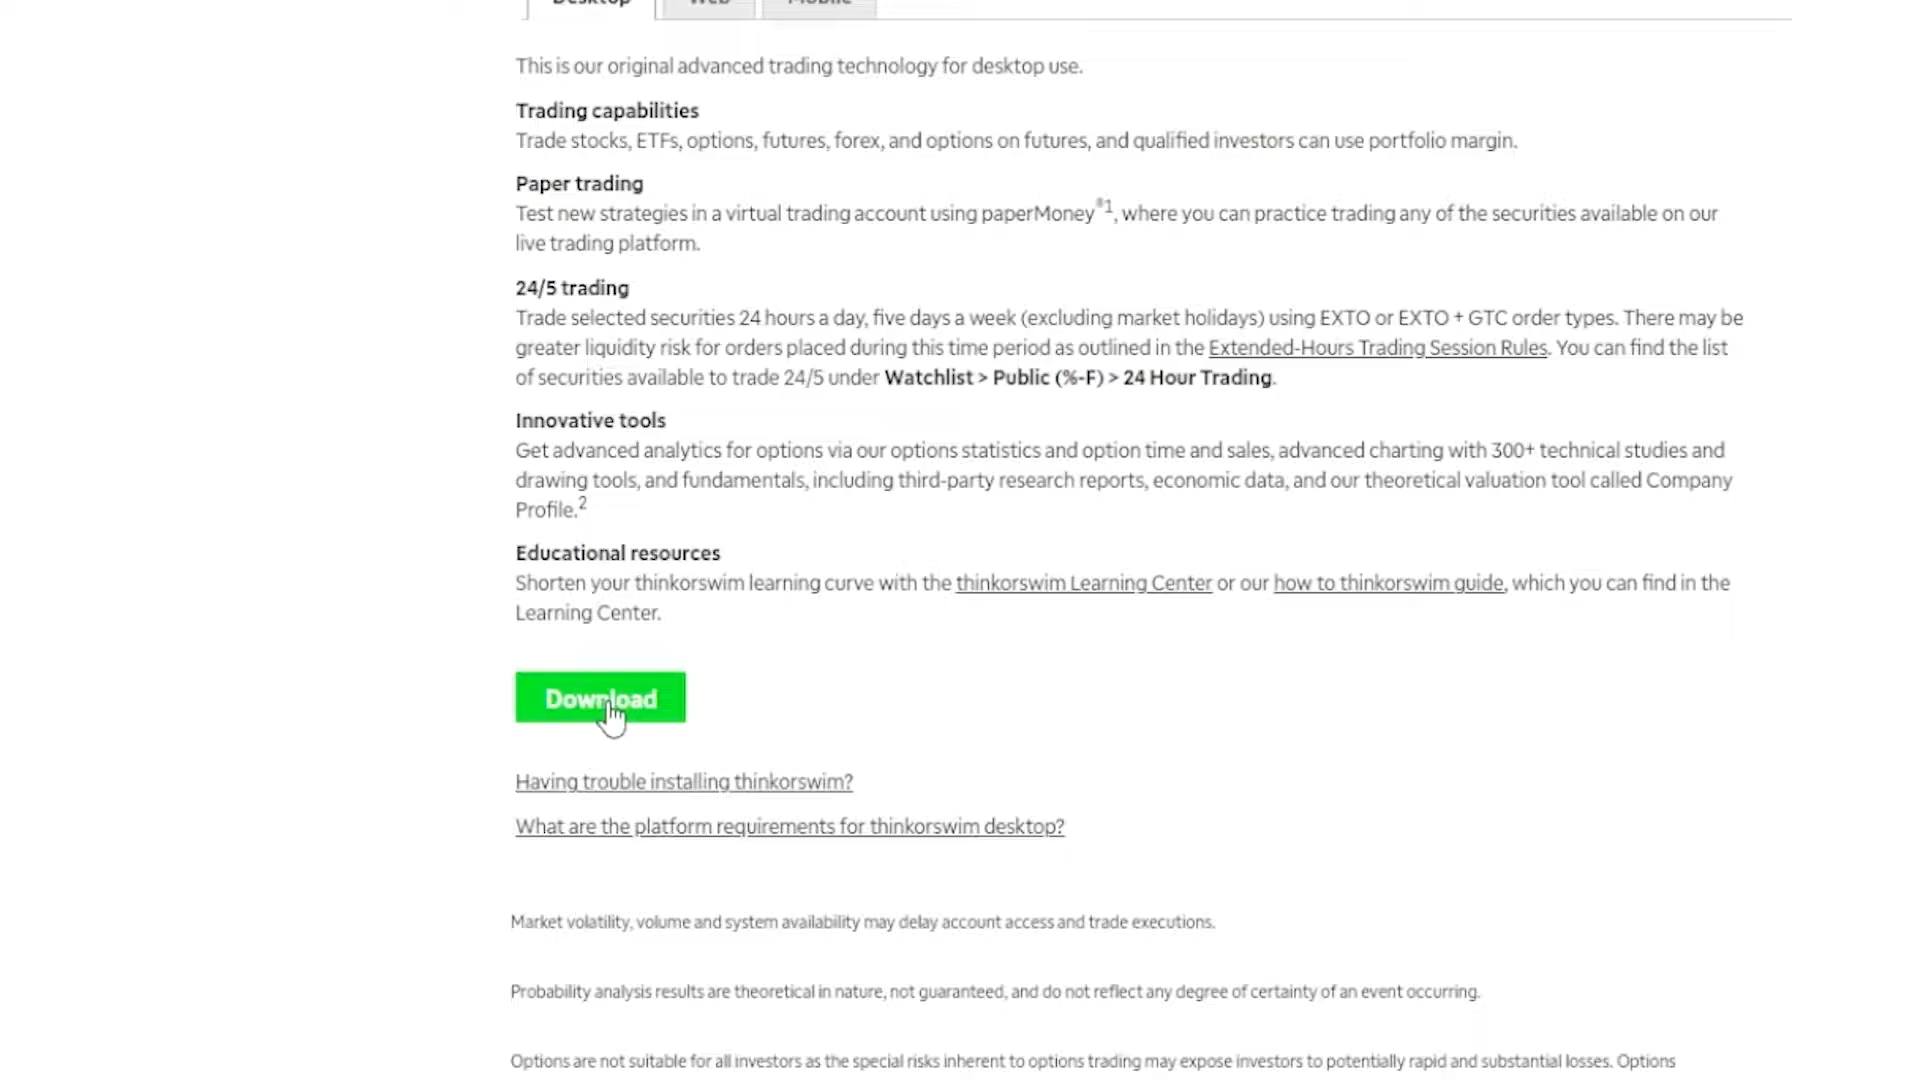 Desktop Web Mobile
This is our original advanced trading technology for desktop use.
Trading capabilities
Trade stocks, ETFs, options, futures, forex, and options on futures, and qualified investors can use portfolio margin.
Paper trading
Test new strategies in a virtual trading account using paperMoney®1, where you can practice trading any of the securities available on our
live trading platform.
24/5 trading
Trade selected securities 24 hours a day, five days a week (excluding market holidays) using EXTO or EXTO + GTC order types. There may be
greater liquidity risk for orders placed during this time period as outlined in the Extended-Hours Trading Session Rules. You can find the list
of securities available to trade 24/5 under Watchlist > Public (%-F) > 24 Hour Trading.
Innovative tools
Get advanced analytics for options via our options statistics and option time and sales, advanced charting with 300+ technical studies and
drawing tools, and fundamentals, including third-party research reports, economic data, and our theoretical valuation tool called Company
Profile.2
Educational resources
Shorten your thinkorswim learning curve with the thinkorswim Learning Center or our how to thinkorswim guide, which you can find in the
Learning Center.
Download
Having trouble installing thinkorswim?
What are the platform requirements for thinkorswim desktop?
Market volatility, volume and system availability may delay account access and trade executions.
Probability analysis results are theoretical in nature, not guaranteed, and do not reflect any degree of certainty of an event occurring.
Options are not suitable for all investors as the special risks inherent to options trading may expose investors to potentially rapid and substantial losses. Options